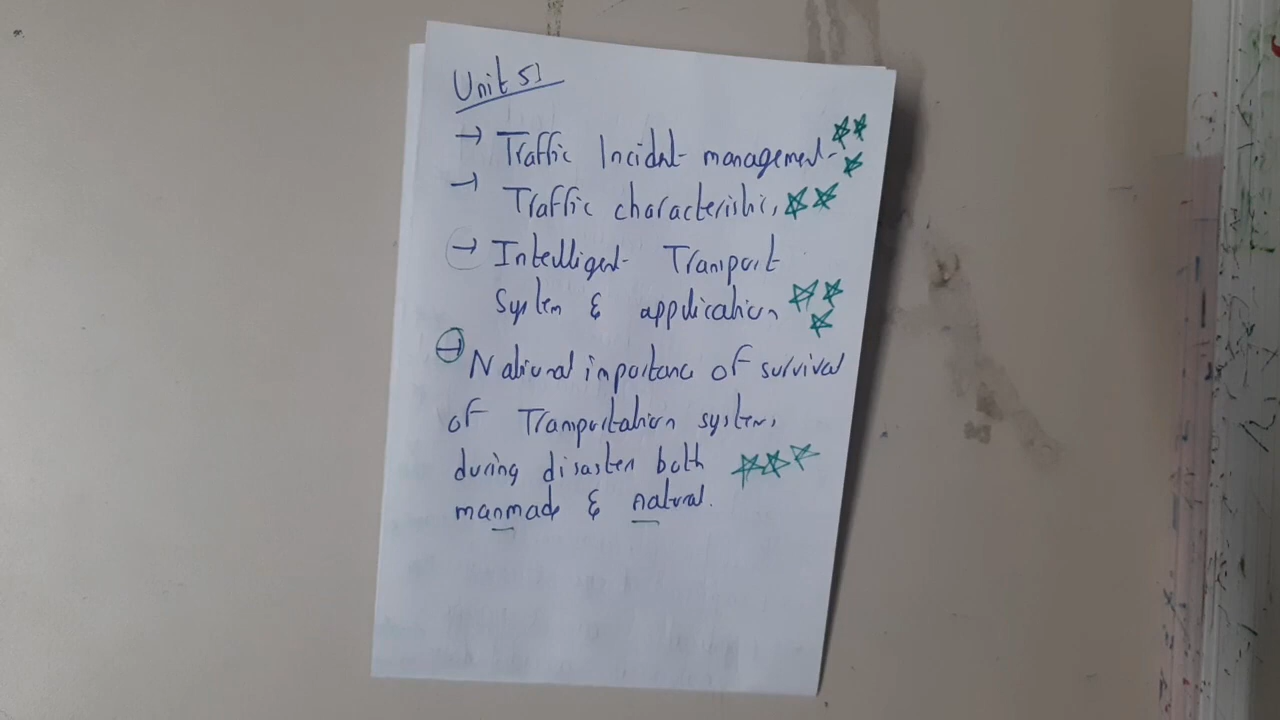 Unit 5)
→ Traffic Incident management
→ Traffic characteristics
→ Intelligent Transport
System & application
→ National importance of survival
of Transportation systems
during disaster both
manmade & natural.